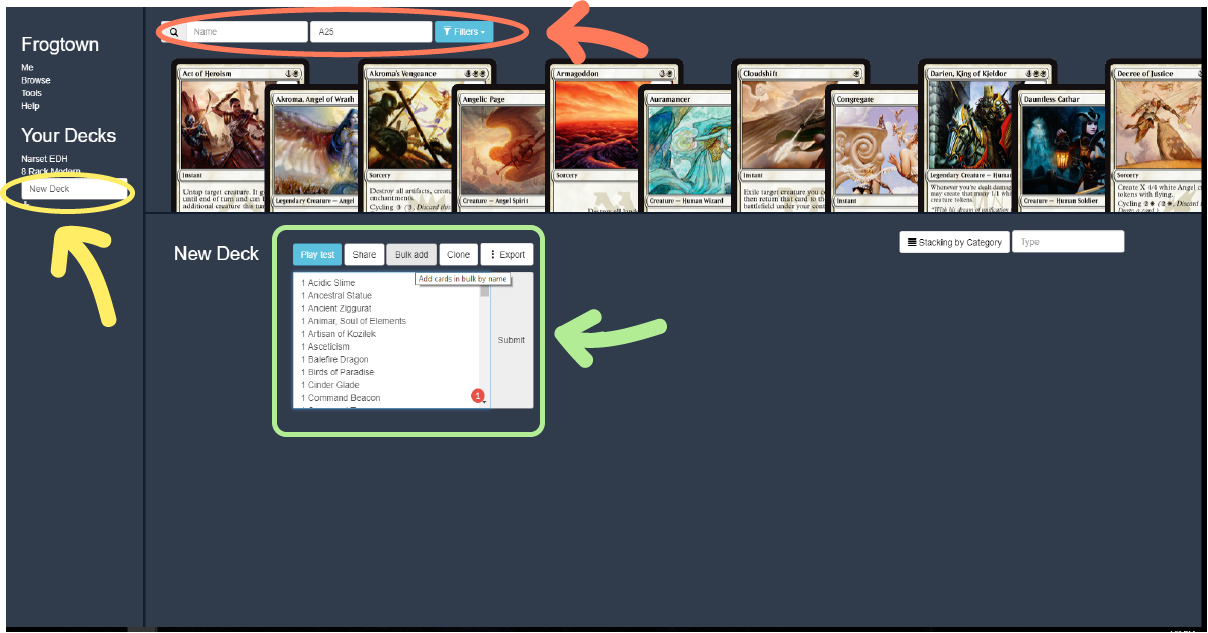 Frogtown
Me
Browse
Tools
Help
Your Decks
Narset EDH
8 Rack Modern
New Deck
Name
A25
Filters
Act of Heroism
Instant
Untap target creature. It g
until end of turn and can b
additional creature this tur
Akroma, Angel of Wrath
Legendary Creature — Angel
Akroma's Vengeance
Sorcery
Destroy all artifacts, creatu
enchantments.
Cycling 3 (3, Discard this
Angelic Page
Creature — Angel Spirit
Armageddon
Sorcery
Destroy all land
Auramancer
Creature — Human Wizard
Cloudshift
Instant
Exile target creature you c
then return that card to the
battlefield under your cont
Congregate
Instant
Darien, King of Kjeldor
Legendary Creature — Human
Whenever you're dealt damag
may create that many 1/1 whi
creature tokens.
Dauntless Cathar
Creature — Human Soldier
Decree of Justice
Sorcery
Create X 4/4 white Angel c
tokens with flying.
New Deck
Play test
Share
Bulk add
Clone
Export
Add cards in bulk by name
1 Acidic Slime
1 Ancestral Statue
1 Ancient Ziggurat
1 Animar, Soul of Elements
1 Artisan of Kozilek
1 Asceticism
1 Balefire Dragon
1 Birds of Paradise
1 Cinder Glade
1 Command Beacon
1
Submit
Stacking by Category
Type